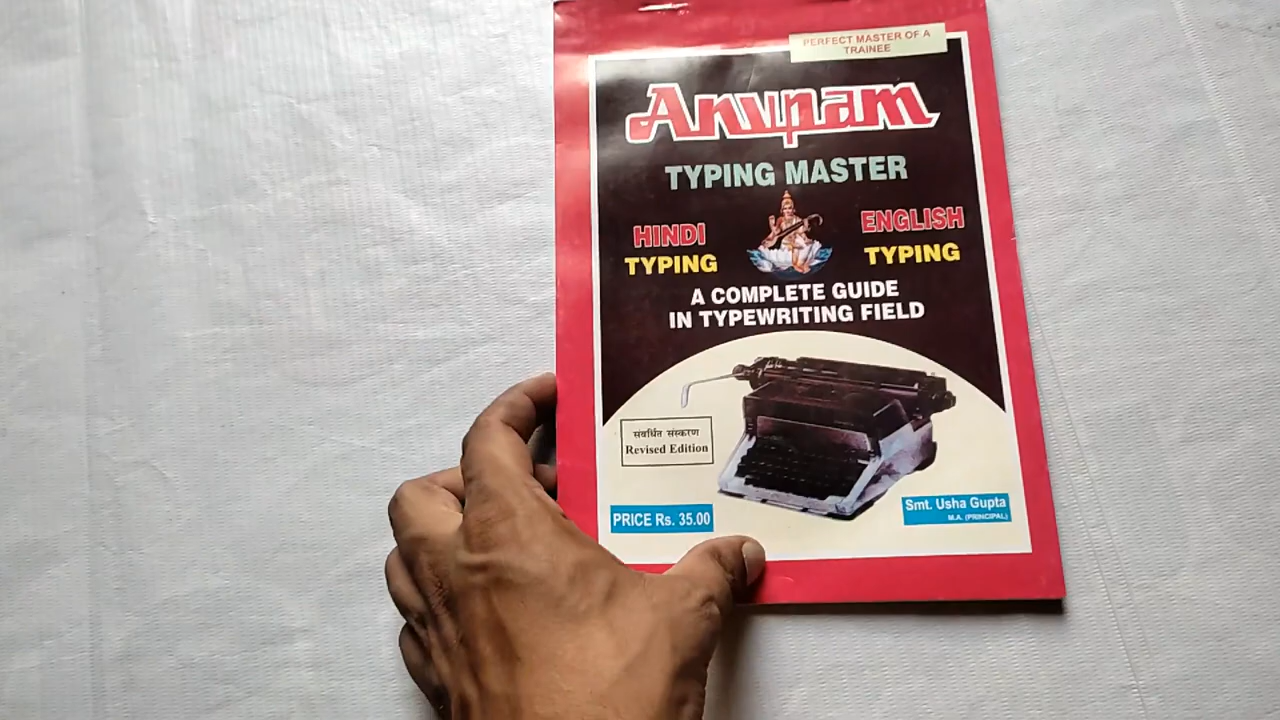 PERFECT MASTER OF A
TRAINEE
Anupam
TYPING MASTER
HINDI
TYPING
ENGLISH
TYPING
A COMPLETE GUIDE
IN TYPEWRITING FIELD
संवर्धित संस्करण
Revised Edition
PRICE Rs. 35.00
Smt. Usha Gupta
M.A. (PRINCIPAL)